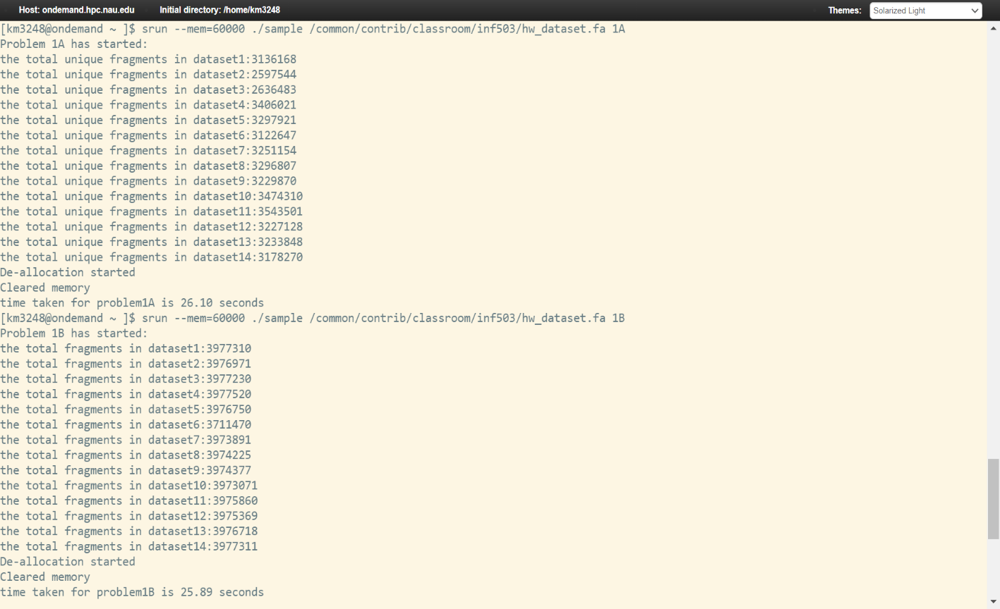 Host: ondemand.hpc.nau.edu Initial directory: /home/km3248 Themes: Solarized Light
[km3248@ondemand ~ ]$ srun --mem=60000 ./sample /common/contrib/classroom/inf503/hw_dataset.fa 1A
Problem 1A has started:
the total unique fragments in dataset1:3136168
the total unique fragments in dataset2:2597544
the total unique fragments in dataset3:2636483
the total unique fragments in dataset4:3406021
the total unique fragments in dataset5:3297921
the total unique fragments in dataset6:3122647
the total unique fragments in dataset7:3251154
the total unique fragments in dataset8:3296807
the total unique fragments in dataset9:3229870
the total unique fragments in dataset10:3474310
the total unique fragments in dataset11:3543501
the total unique fragments in dataset12:3227128
the total unique fragments in dataset13:3233848
the total unique fragments in dataset14:3178270
De-allocation started
Cleared memory
time taken for problem1A is 26.10 seconds
[km3248@ondemand ~ ]$ srun --mem=60000 ./sample /common/contrib/classroom/inf503/hw_dataset.fa 1B
Problem 1B has started:
the total fragments in dataset1:3977310
the total fragments in dataset2:3976971
the total fragments in dataset3:3977230
the total fragments in dataset4:3977520
the total fragments in dataset5:3976750
the total fragments in dataset6:3711470
the total fragments in dataset7:3973891
the total fragments in dataset8:3974225
the total fragments in dataset9:3974377
the total fragments in dataset10:3973071
the total fragments in dataset11:3975860
the total fragments in dataset12:3975369
the total fragments in dataset13:3976718
the total fragments in dataset14:3977311
De-allocation started
Cleared memory
time taken for problem1B is 25.89 seconds